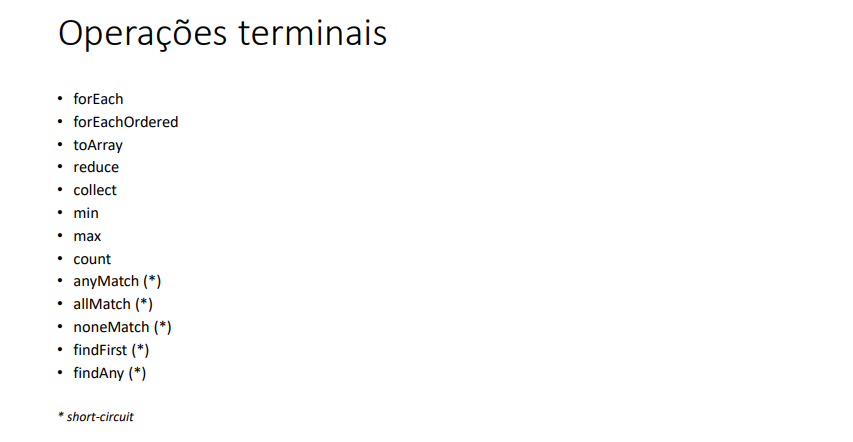 Operações terminais
• forEach
• forEachOrdered
• toArray
• reduce
• collect
• min
• max
• count
• anyMatch (*)
• allMatch (*)
• noneMatch (*)
• findFirst (*)
• findAny (*)
* short-circuit